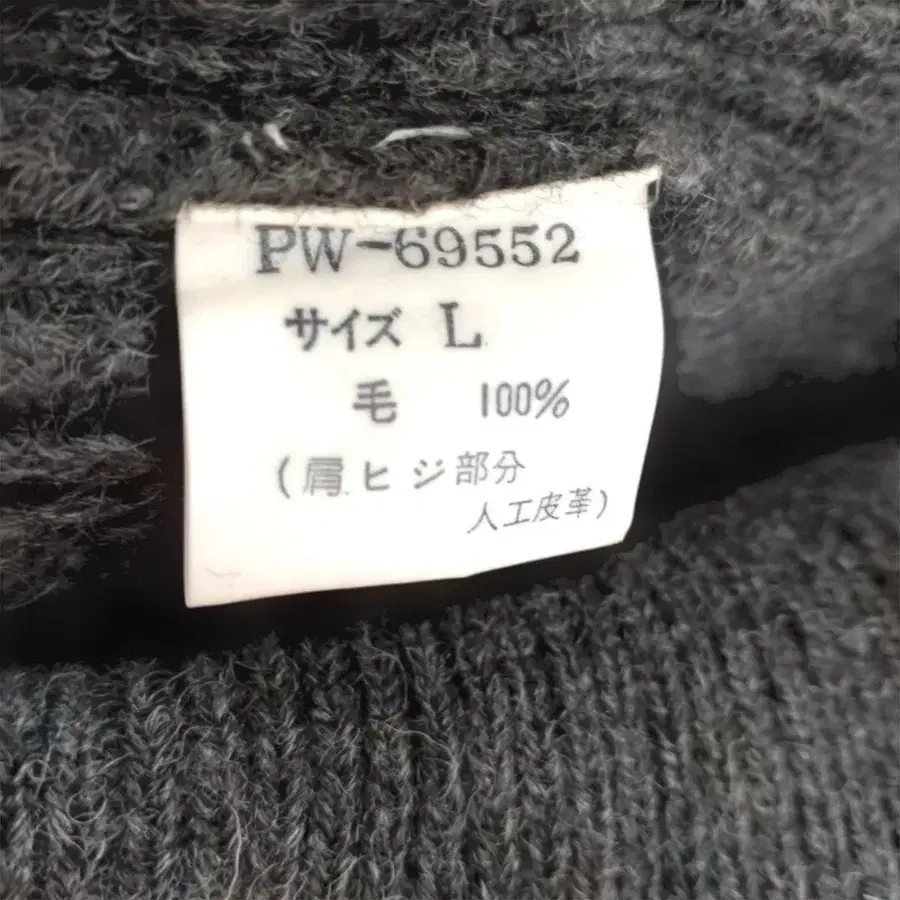 PW-69552
サイズ L
毛 100%
(肩ヒジ部分
人工皮革)